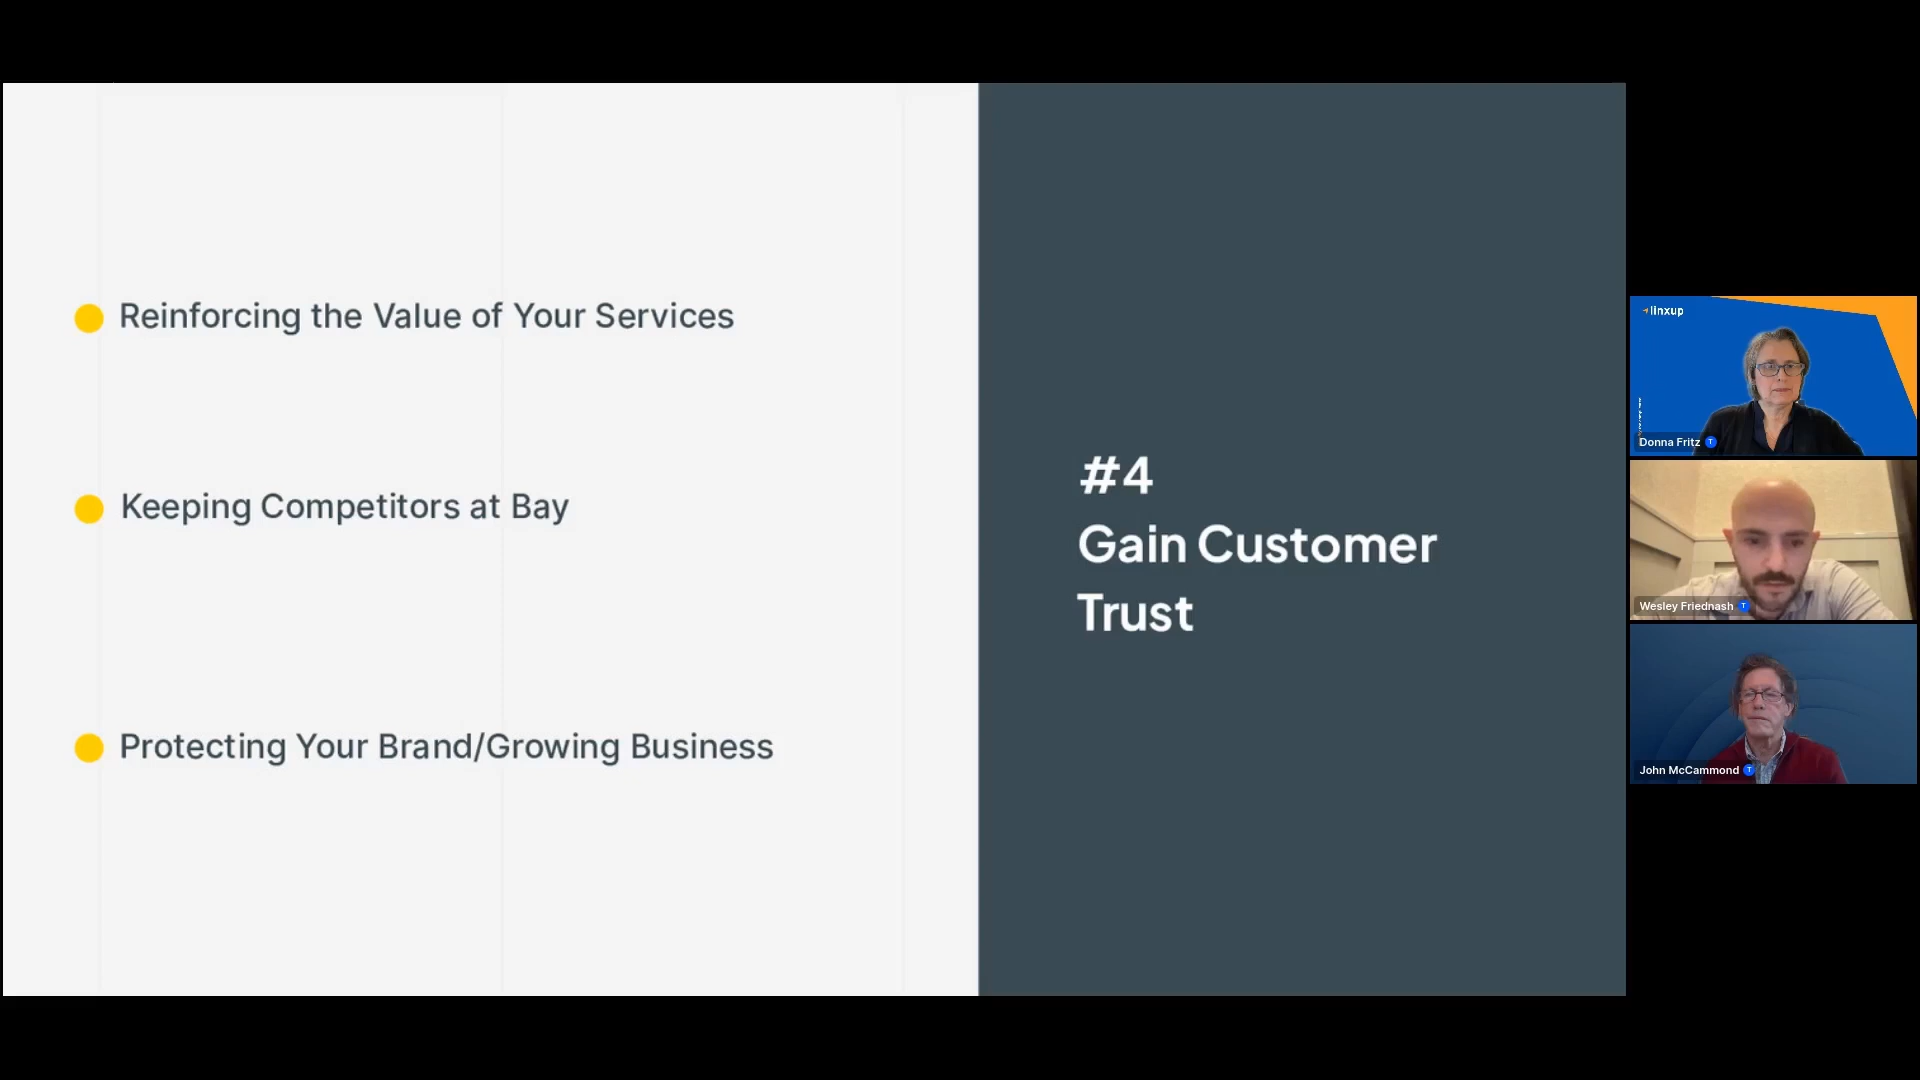 Reinforcing the Value of Your Services
Keeping Competitors at Bay
Protecting Your Brand/Growing Business
#4
Gain Customer
Trust
linxup
Donna Fritz T
Wesley Friednash T
John McCammond T